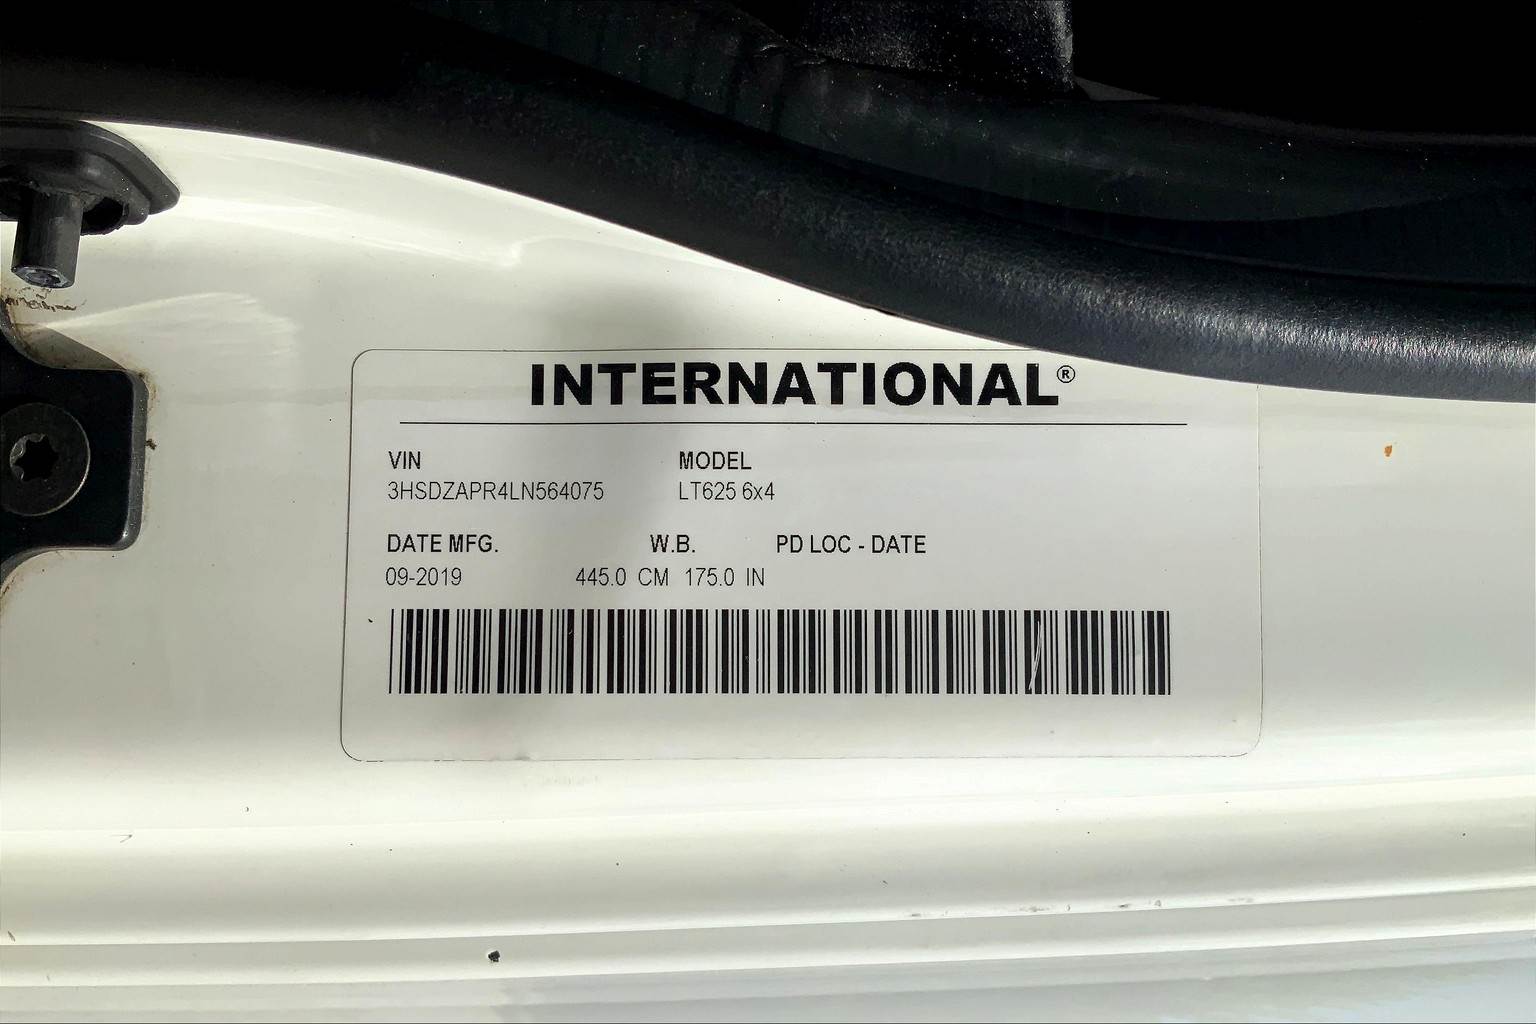 INTERNATIONAL®
VIN MODEL
3HSDZAPR4LN564075 LT625 6x4
DATE MFG. W.B. PD LOC - DATE
09-2019 445.0 CM 175.0 IN